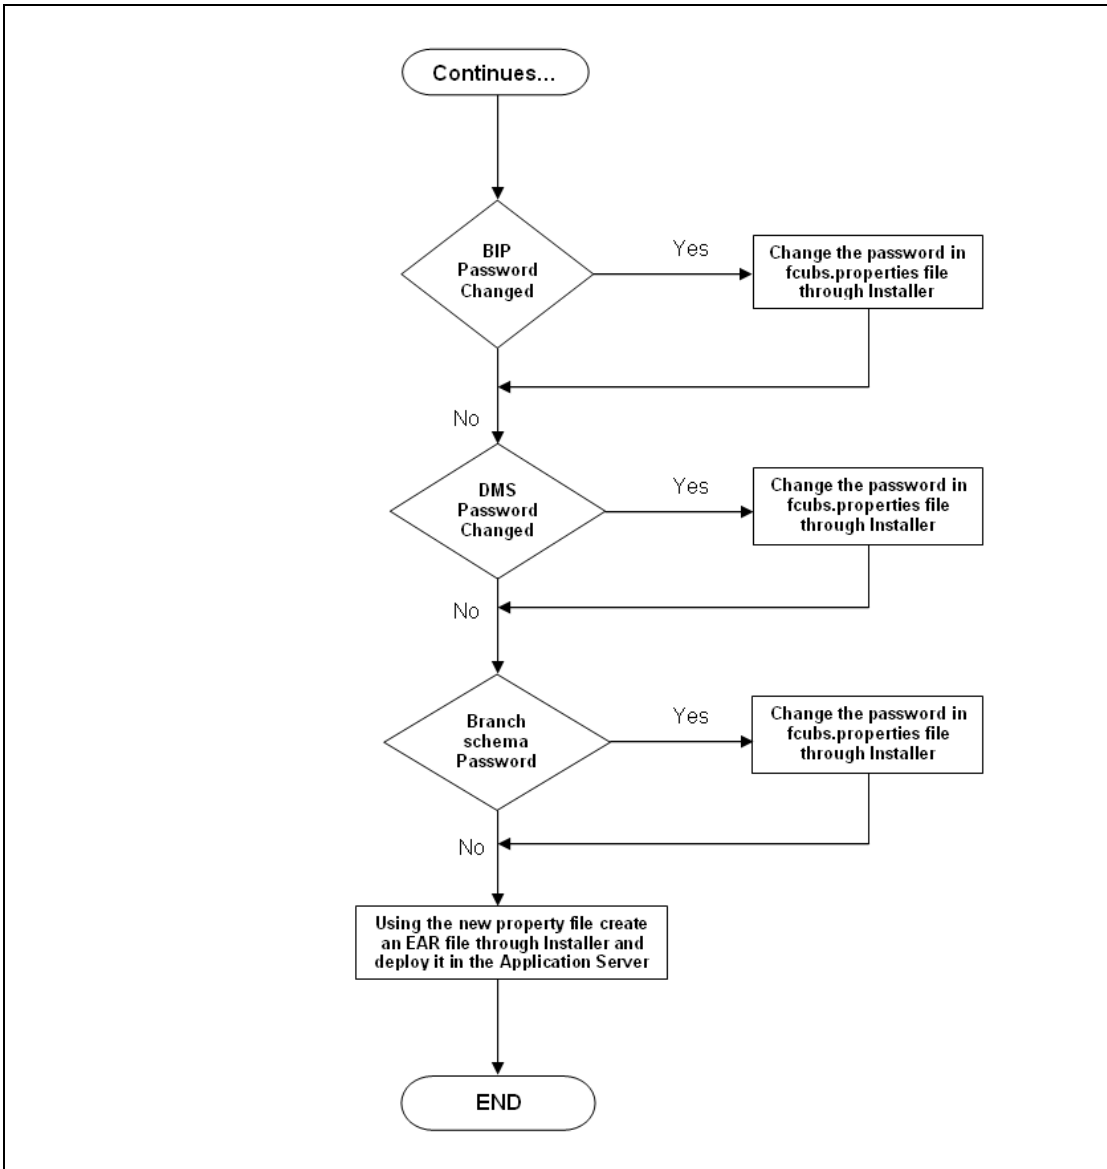 Continues...
BIP
Password
Changed
Yes
Change the password in
fcubs.properties file
through Installer
No
DMS
Password
Changed
Yes
Change the password in
fcubs.properties file
through Installer
No
Branch
schema
Password
Yes
Change the password in
fcubs.properties file
through Installer
No
Using the new property file create
an EAR file through Installer and
deploy it in the Application Server
END